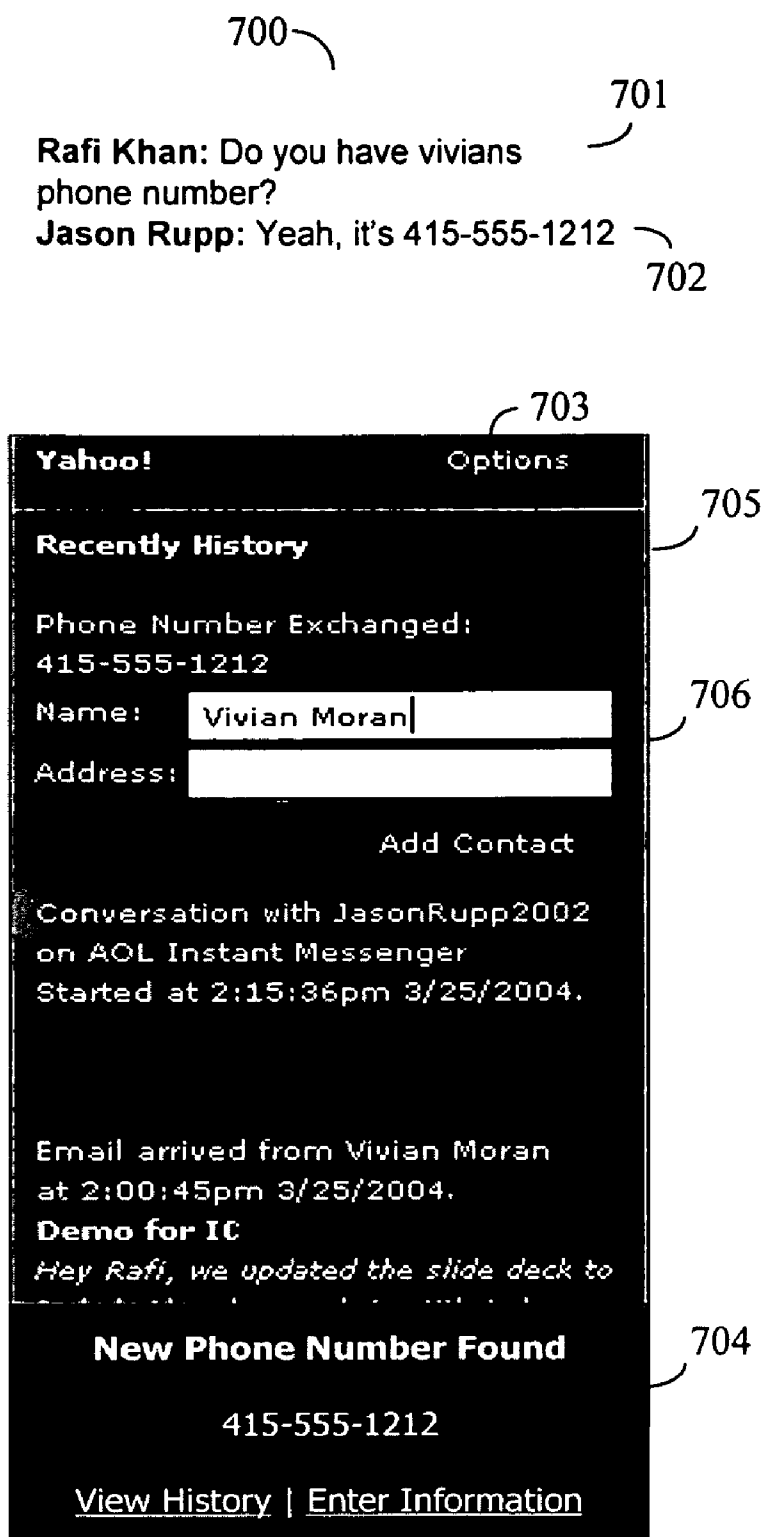 700
701
Rafi Khan: Do you have vivians
phone number?
Jason Rupp: Yeah, it's 415-555-1212
702
703
Yahoo! Options
705
Recently History
Phone Number Exchanged:
415-555-1212
706
Name: Vivian Moran
Address:
Add Contact
Conversation with JasonRupp2002
on AOL Instant Messenger
Started at 2:15:36pm 3/25/2004.
Email arrived from Vivian Moran
at 2:00:45pm 3/25/2004.
Demo for IC
Hey Rafi, we updated the slide deck to
New Phone Number Found
704
415-555-1212
View History | Enter Information